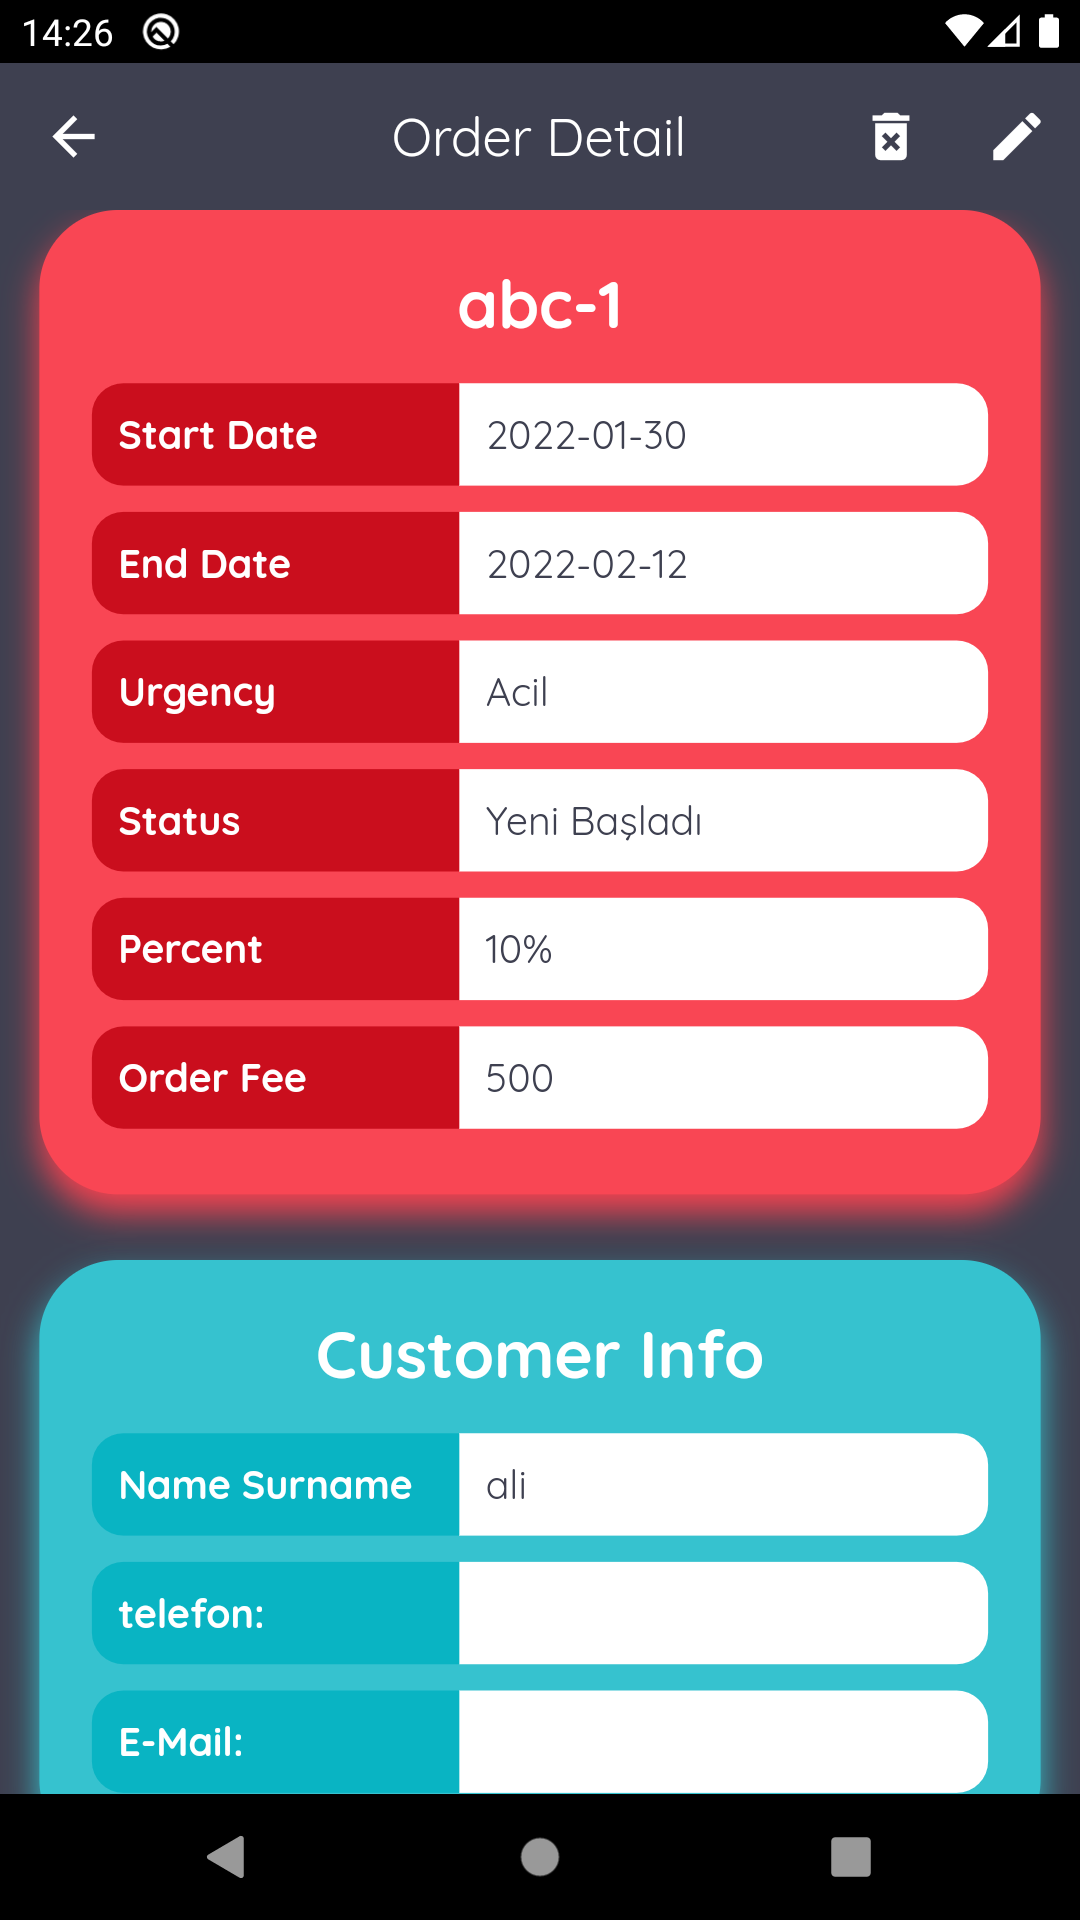 14:26
Order Detail
abc-1
Start Date 2022-01-30
End Date 2022-02-12
Urgency Acil
Status Yeni Başladı
Percent 10%
Order Fee 500
Customer Info
Name Surname ali
telefon:
E-Mail: